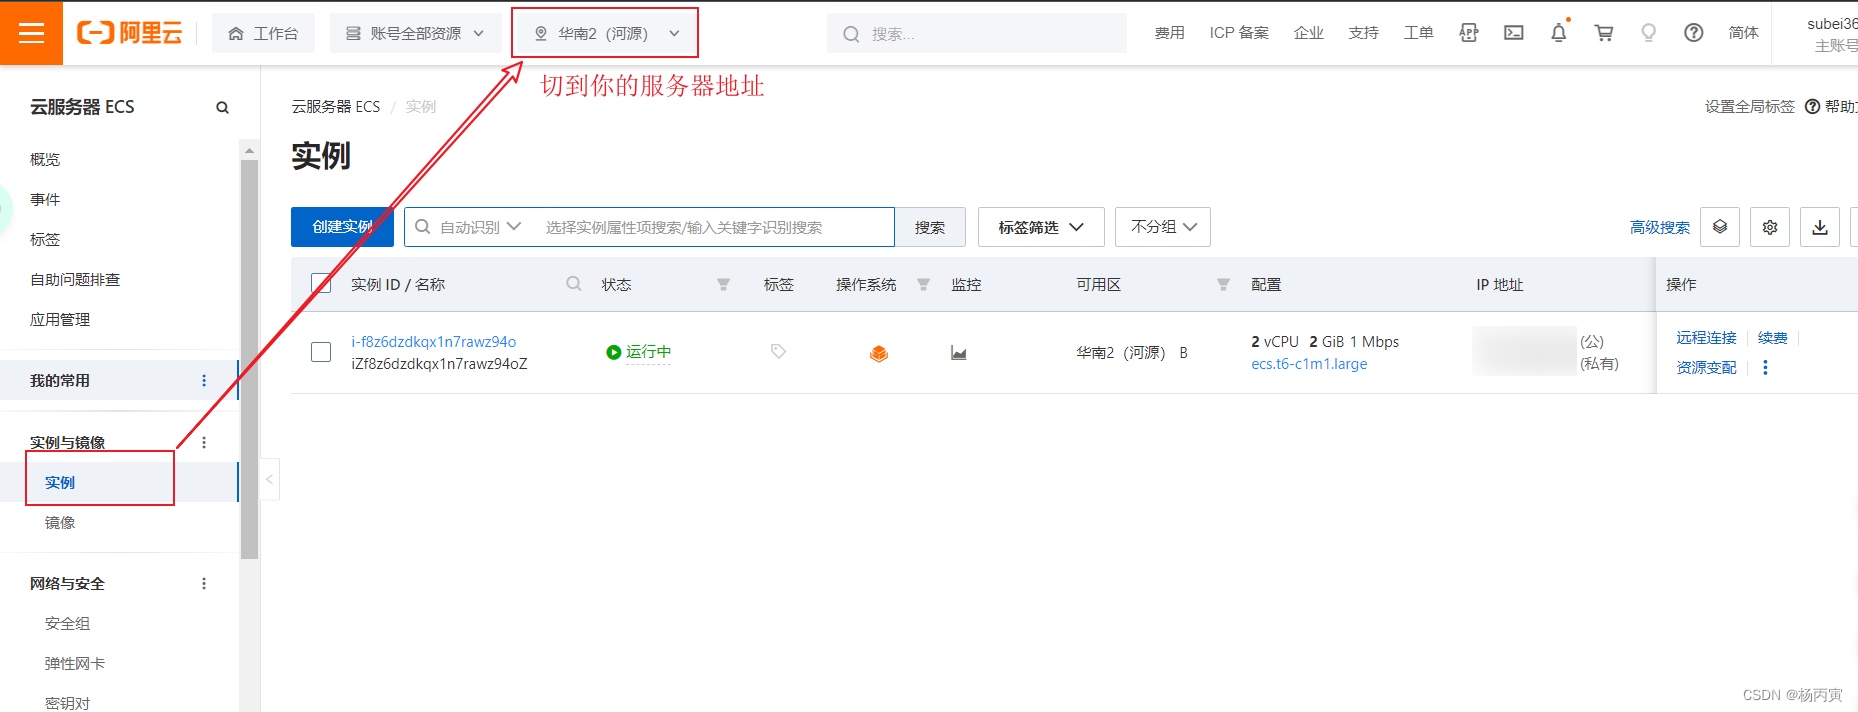 阿里云
工作台
账号全部资源
华南2（河源）
搜索...
费用
ICP 备案
企业
支持
工单
APP
简体
subei36
主账号
切到你的服务器地址
云服务器 ECS
云服务器 ECS / 实例
设置全局标签
帮助文
概览
实例
事件
标签
创建实例
自动识别
选择实例属性项搜索/输入关键字识别搜索
搜索
标签筛选
不分组
高级搜索
自助问题排查
实例 ID / 名称
状态
标签
操作系统
监控
可用区
配置
IP 地址
操作
应用管理
i-f8z6dzdkqx1n7rawz94o
iZf8z6dzdkqx1n7rawz94oZ
运行中
华南2（河源） B
2 vCPU 2 GiB 1 Mbps
ecs.t6-c1m1.large
(公)
(私有)
远程连接
续费
资源变配
我的常用
实例与镜像
实例
镜像
网络与安全
安全组
弹性网卡
密钥对
CSDN @杨丙寅